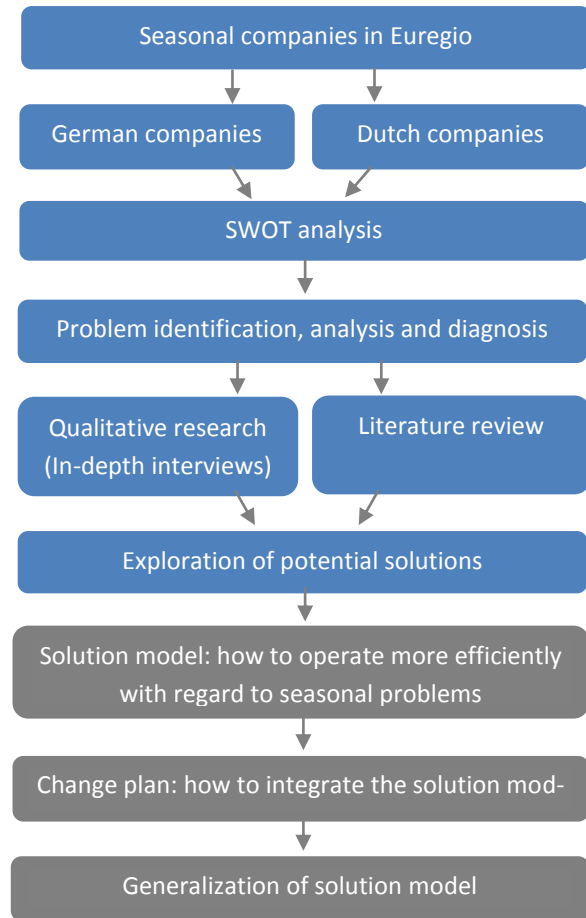 Seasonal companies in Euregio
German companies
Dutch companies
SWOT analysis
Problem identification, analysis and diagnosis
Qualitative research
(In-depth interviews)
Literature review
Exploration of potential solutions
Solution model: how to operate more efficiently
with regard to seasonal problems
Change plan: how to integrate the solution mod-
Generalization of solution model